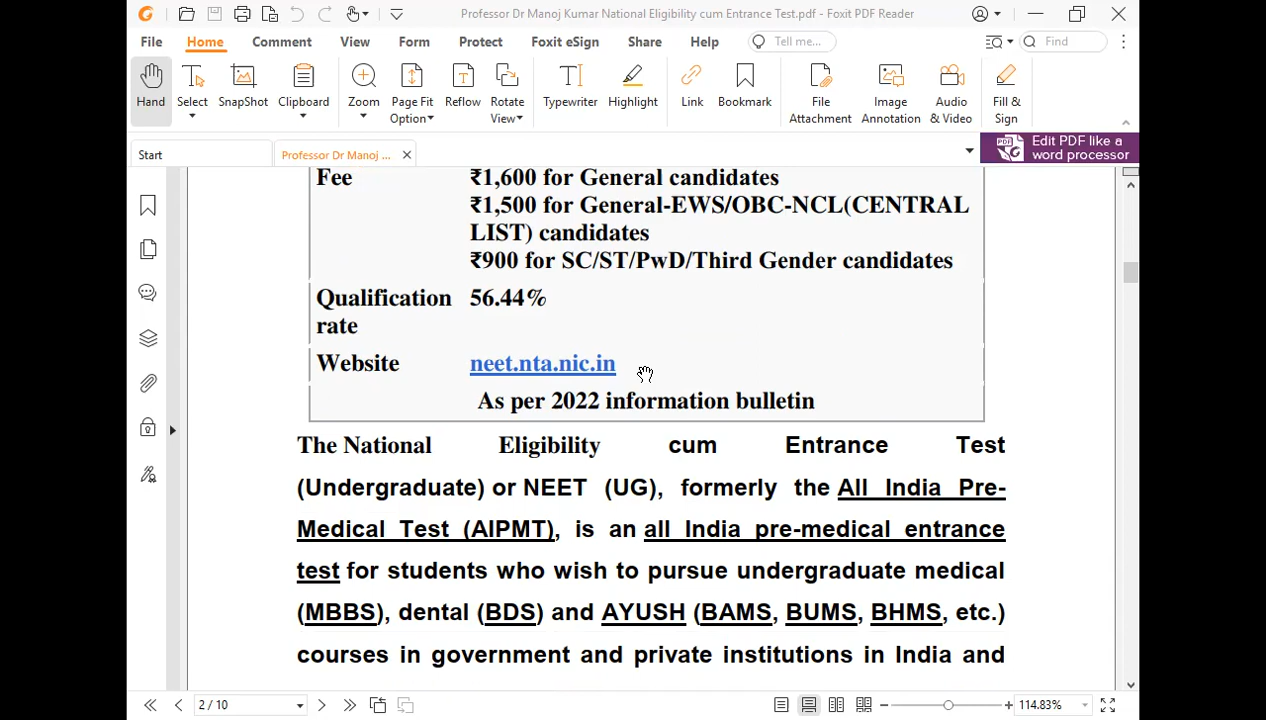 Professor Dr Manoj Kumar National Eligibility cum Entrance Test.pdf - Foxit PDF Reader
File Home Comment View Form Protect Foxit eSign Share Help Tell me... Find
Hand Select SnapShot Clipboard Zoom Page Fit Option Reflow Rotate View Typewriter Highlight Link Bookmark File Attachment Image Annotation Audio & Video Fill & Sign
Start Professor Dr Manoj ... Edit PDF like a
word processor
Fee ₹1,600 for General candidates
₹1,500 for General-EWS/OBC-NCL(CENTRAL
LIST) candidates
₹900 for SC/ST/PwD/Third Gender candidates
Qualification 56.44%
rate
Website neet.nta.nic.in
As per 2022 information bulletin
The National Eligibility cum Entrance Test
(Undergraduate) or NEET (UG), formerly the All India Pre-
Medical Test (AIPMT), is an all India pre-medical entrance
test for students who wish to pursue undergraduate medical
(MBBS), dental (BDS) and AYUSH (BAMS, BUMS, BHMS, etc.)
courses in government and private institutions in India and
2 / 10 114.83%